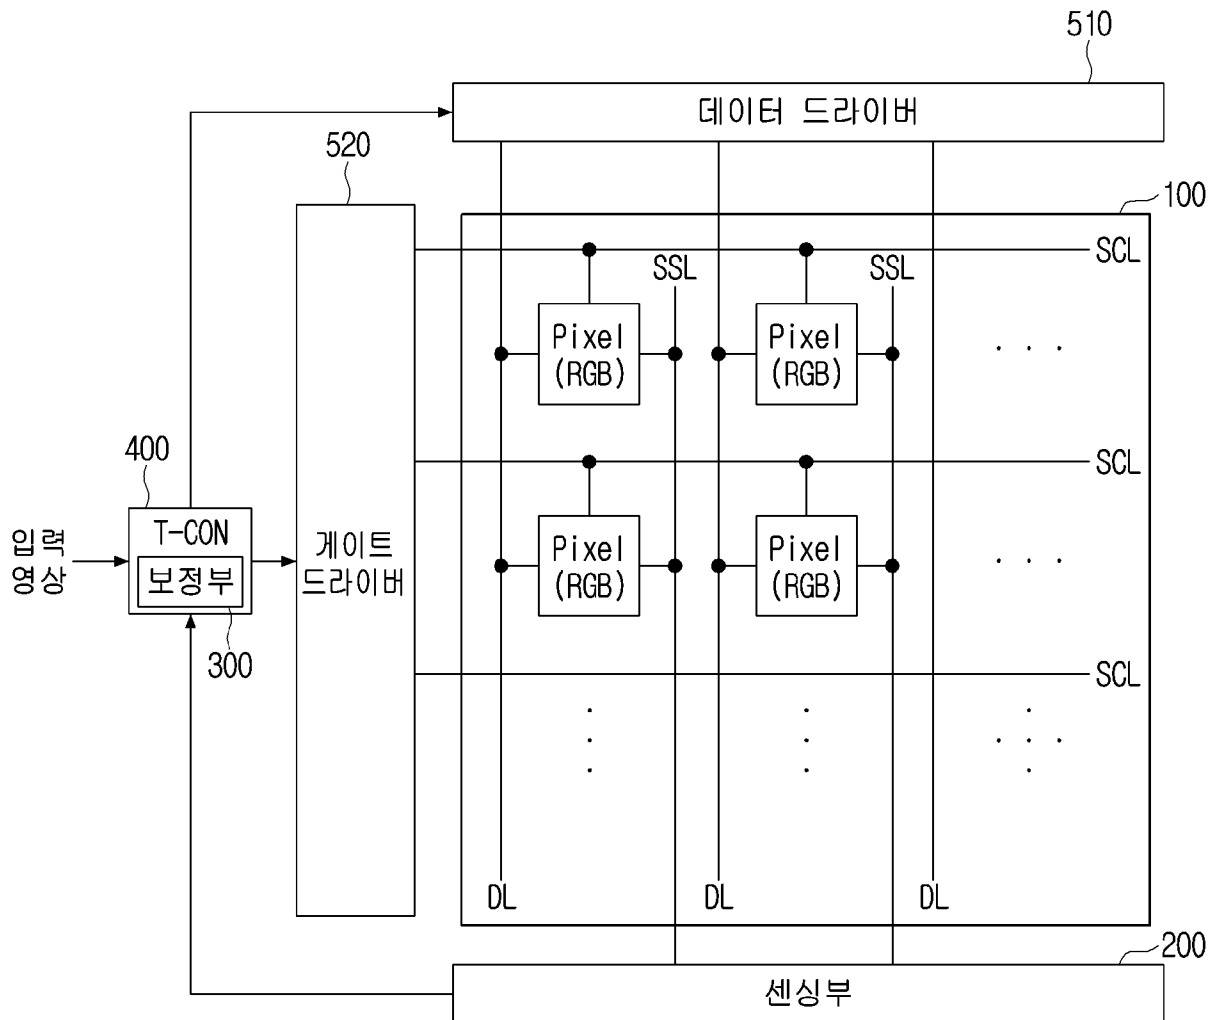 510
데이터 드라이버
520
100
SCL
SSL
SSL
Pixel
(RGB)
Pixel
(RGB)
. . .
400
SCL
입력
영상
T-CON
보정부
300
게이트
드라이버
Pixel
(RGB)
Pixel
(RGB)
. . .
SCL
DL
DL
DL
200
센싱부